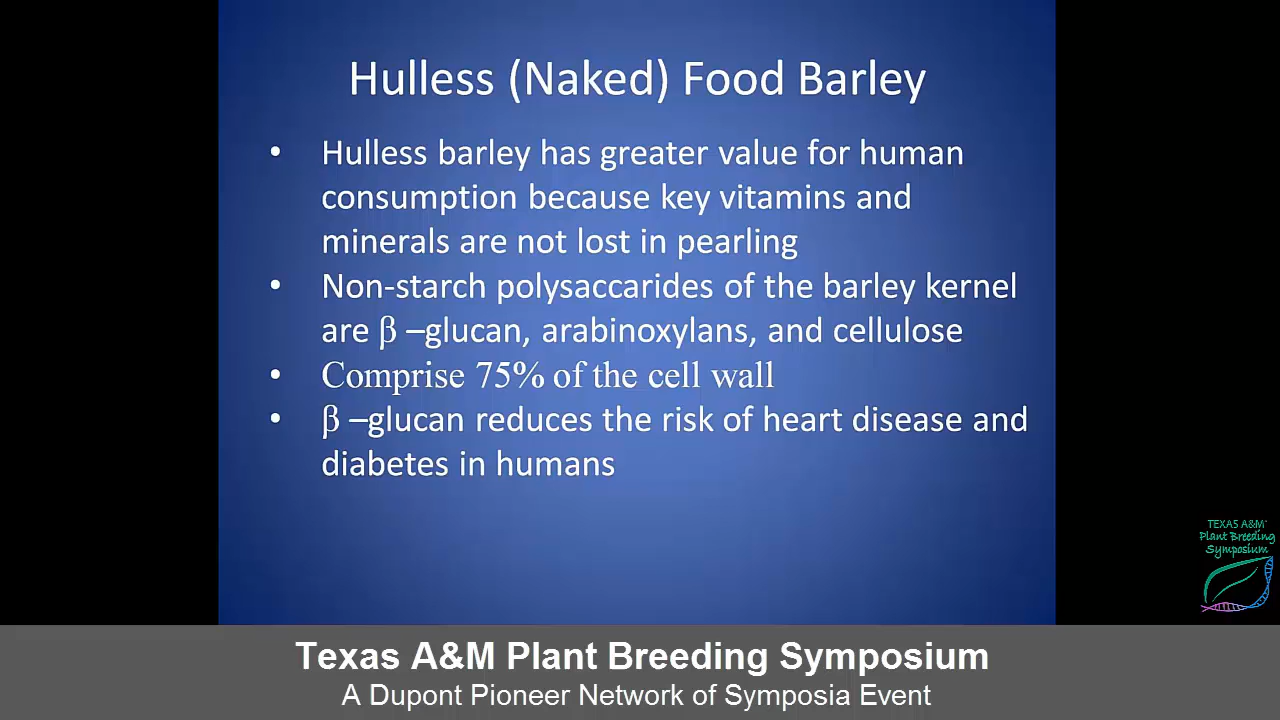 Hulless (Naked) Food Barley
• Hulless barley has greater value for human
consumption because key vitamins and
minerals are not lost in pearling
• Non-starch polysaccarides of the barley kernel
are β –glucan, arabinoxylans, and cellulose
• Comprise 75% of the cell wall
• β –glucan reduces the risk of heart disease and
diabetes in humans
TEXAS A&M
Plant Breeding
Symposium
Texas A&M Plant Breeding Symposium
A Dupont Pioneer Network of Symposia Event